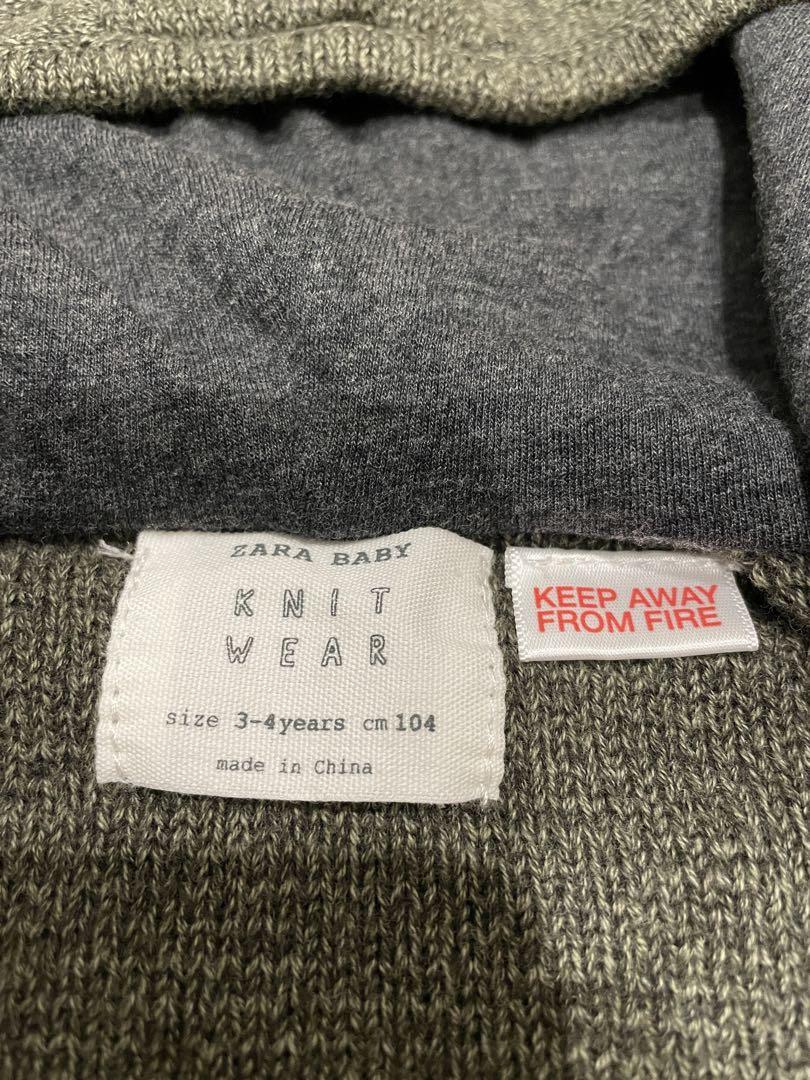 ZARA BABY
KNIT
WEAR
size 3-4years cm 104
made in China
KEEP AWAY
FROM FIRE